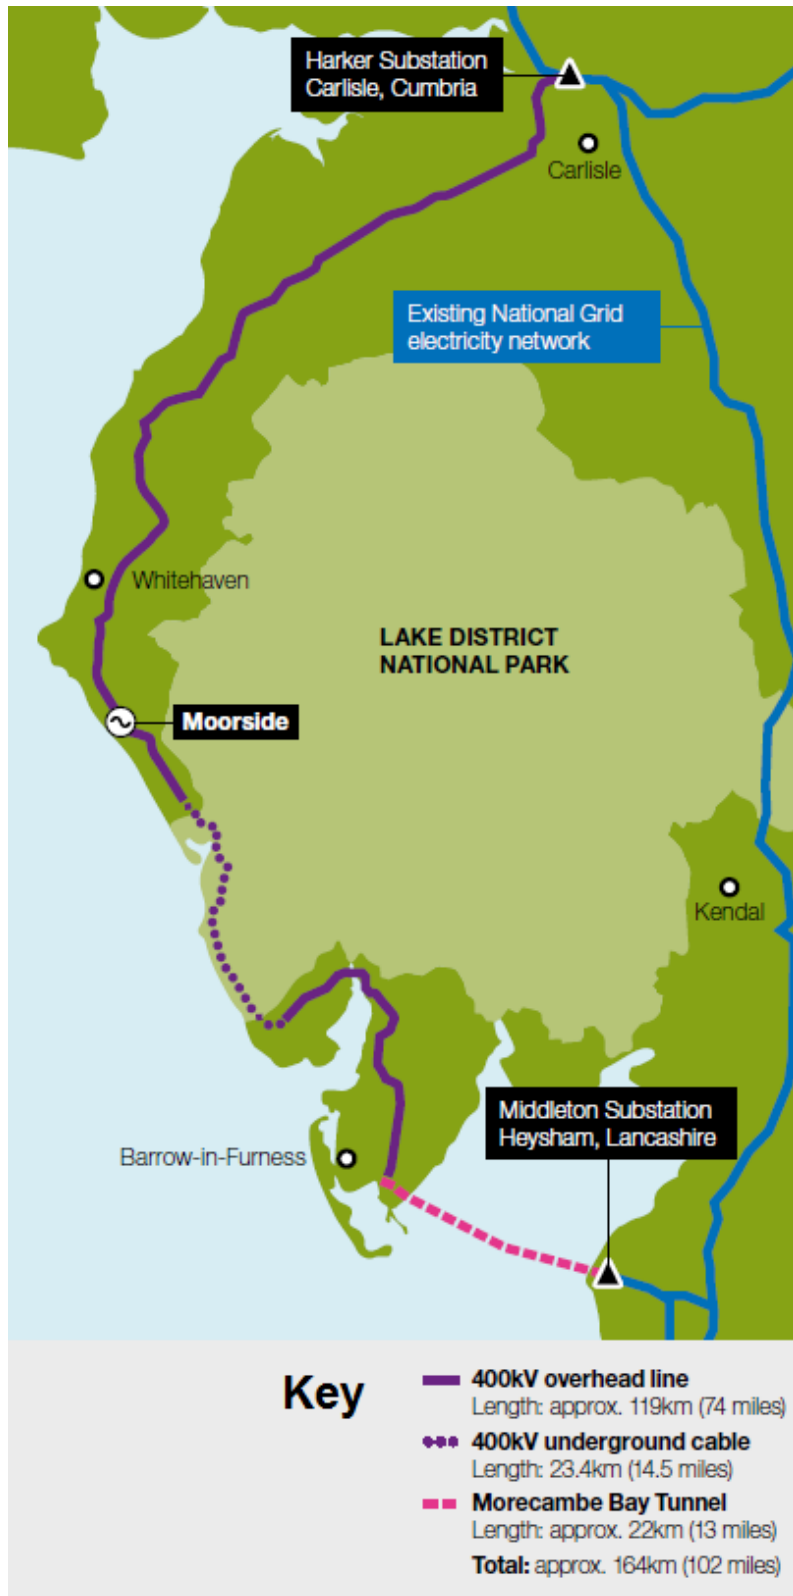 Harker Substation
Carlisle, Cumbria
Carlisle
Existing National Grid
electricity network
Whitehaven
LAKE DISTRICT
NATIONAL PARK
Moorside
Kendal
Middleton Substation
Heysham, Lancashire
Barrow-in-Furness
Key
400kV overhead line
Length: approx. 119km (74 miles)
400kV underground cable
Length: 23.4km (14.5 miles)
Morecambe Bay Tunnel
Length: approx. 22km (13 miles)
Total: approx. 164km (102 miles)